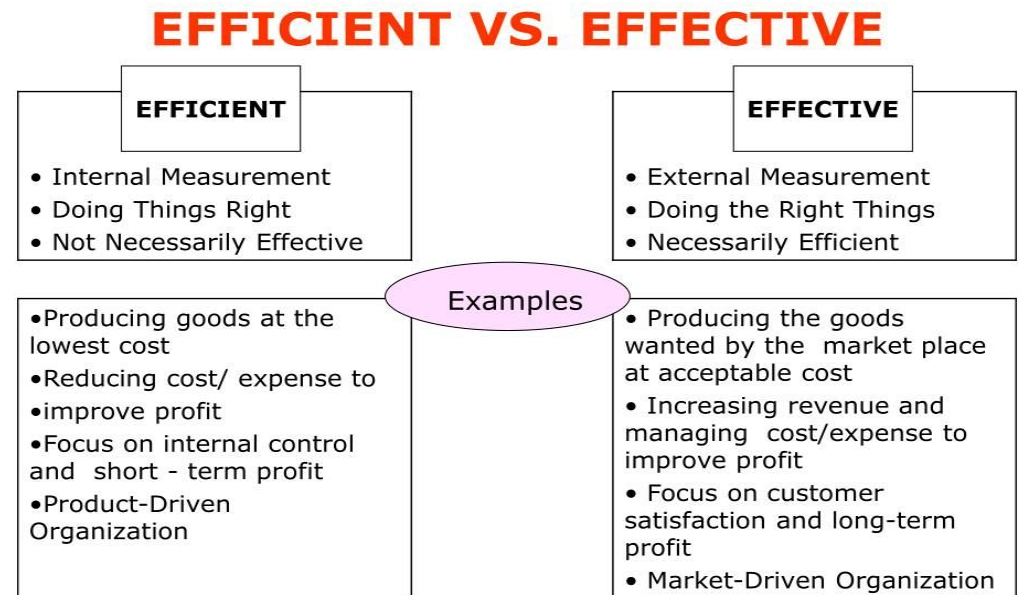 EFFICIENT VS. EFFECTIVE
EFFICIENT
• Internal Measurement
• Doing Things Right
• Not Necessarily Effective
EFFECTIVE
• External Measurement
• Doing the Right Things
• Necessarily Efficient
Examples
•Producing goods at the
lowest cost
•Reducing cost/ expense to
•improve profit
•Focus on internal control
and short - term profit
•Product-Driven
Organization
• Producing the goods
wanted by the market place
at acceptable cost
• Increasing revenue and
managing cost/expense to
improve profit
• Focus on customer
satisfaction and long-term
profit
• Market-Driven Organization